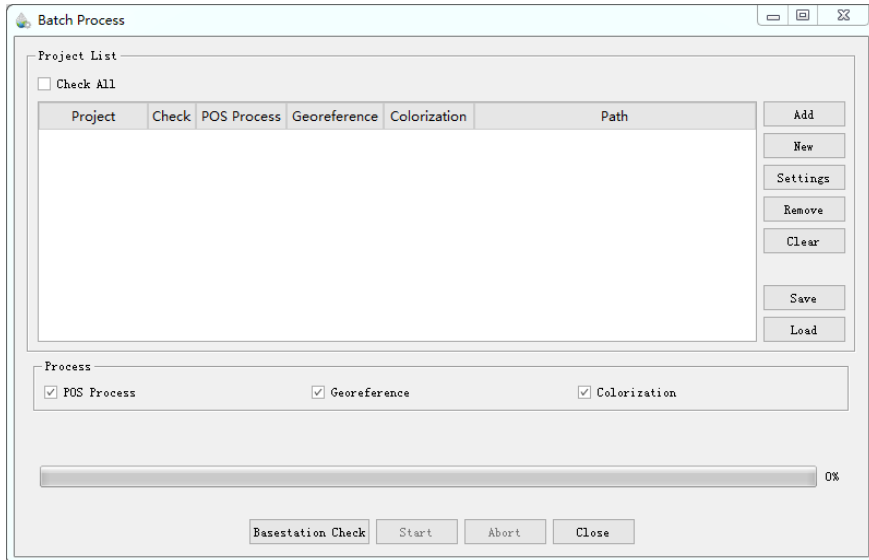 Batch Process
Project List
Check All
Project Check POS Process Georeference Colorization Path
Add
New
Settings
Remove
Clear
Save
Load
Process
POS Process Georeference Colorization
0%
Basestation Check Start Abort Close